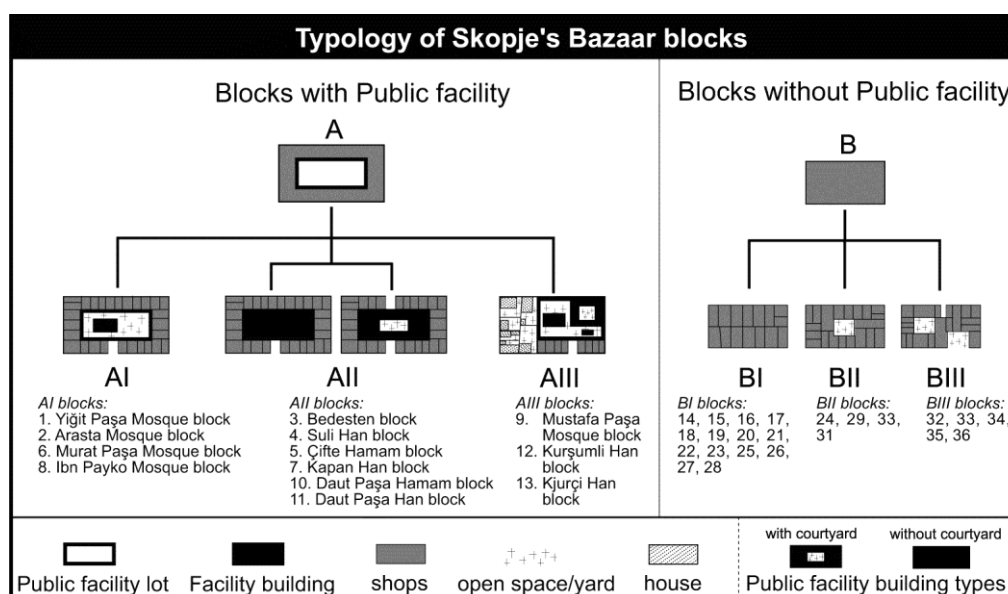 Typology of Skopje's Bazaar blocks
Blocks with Public facility
A
AI
AII
AIII
AI blocks:
1. Yiğit Paşa Mosque block
2. Arasta Mosque block
6. Murat Paşa Mosque block
8. Ibn Payko Mosque block
AII blocks:
3. Bedesten block
4. Suli Han block
5. Çifte Hamam block
7. Kapan Han block
10. Daut Paşa Hamam block
11. Daut Paşa Han block
AIII blocks:
9. Mustafa Paşa
Mosque block
12. Kurşumli Han
block
13. Kjurçi Han
block
Blocks without Public facility
B
BI
BII
BIII
BI blocks:
14, 15, 16, 17,
18, 19, 20, 21,
22, 23, 25, 26,
27, 28
BII blocks:
24, 29, 33,
31
BIII blocks:
32, 33, 34,
35, 36
Public facility lot
Facility building
shops
open space/yard
house
with courtyard
without courtyard
Public facility building types